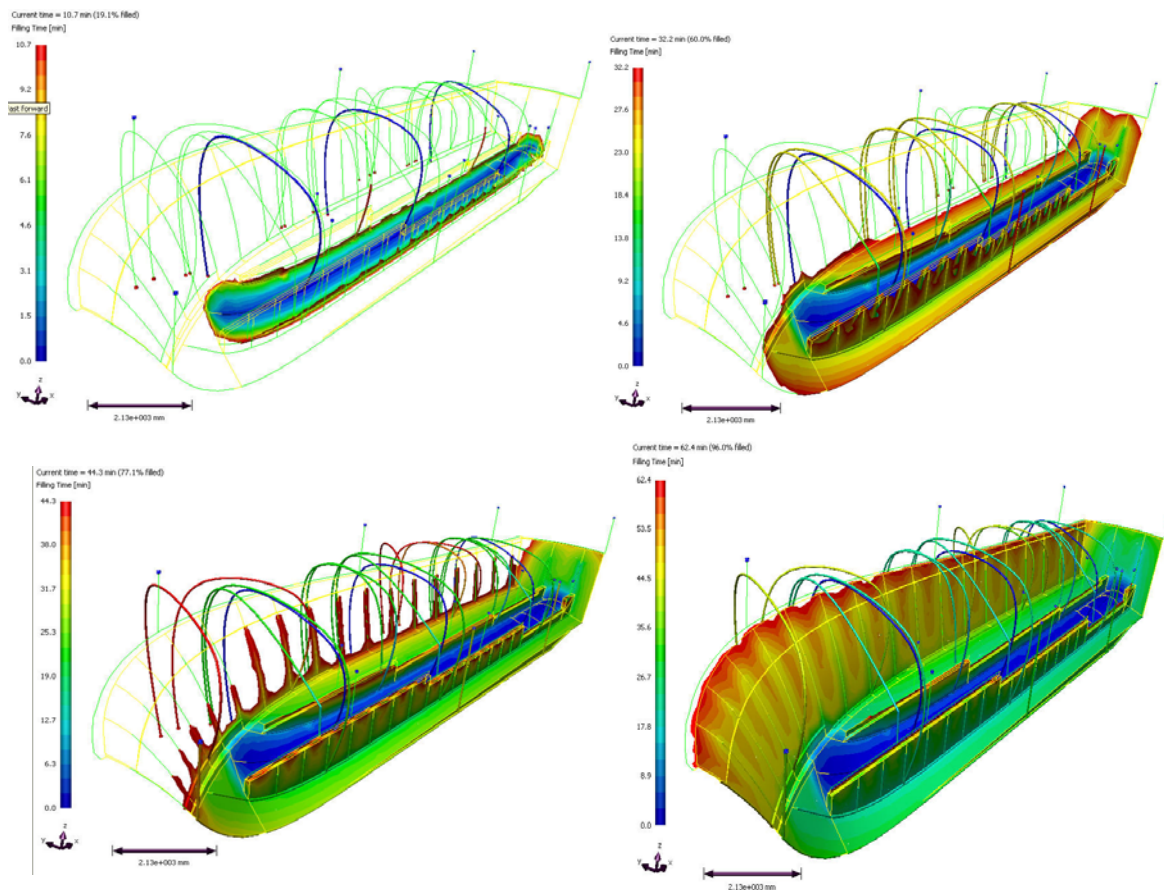 Current time = 10.7 min (19.1% filled)
Filling Time [min]
10.7
9.2
ast forward
7.6
6.1
4.6
3.1
1.5
0.0
z
y
x
2.13e+003 mm
Current time = 32.2 min (60.0% filled)
Filling Time [min]
32.2
27.6
23.0
18.4
13.8
9.2
4.6
0.0
z
y
x
2.13e+003 mm
Current time = 44.3 min (77.1% filled)
Filling Time [min]
44.3
38.0
31.7
25.3
19.0
12.7
6.3
0.0
z
y
x
2.13e+003 mm
Current time = 62.4 min (96.0% filled)
Filling Time [min]
62.4
53.5
44.5
35.6
26.7
17.8
8.9
0.0
z
y
x
2.13e+003 mm